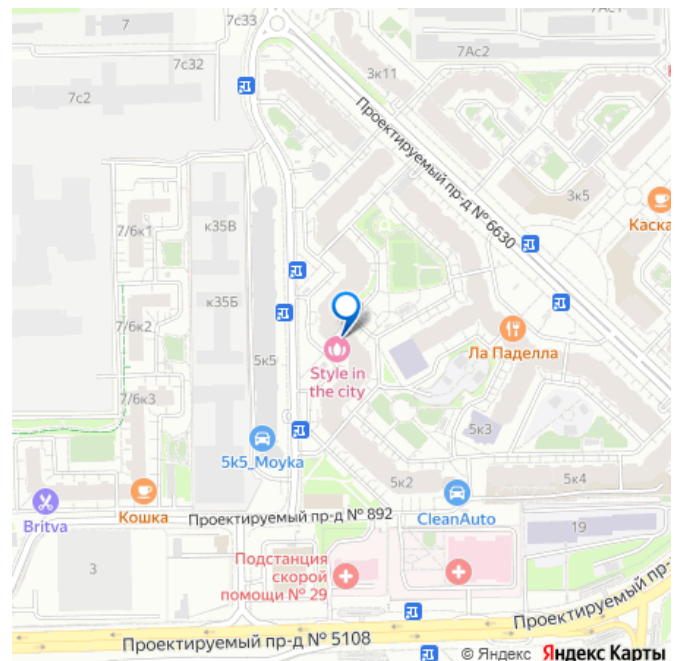 7с33
7
7Ас1
7Ас2
7с32
3к11
7с2
Проектируемый пр-д № 6630
3к5
Каска
7/6к1
к35В
к35Б
7/6к2
Ла Паделла
Style in
the city
5к5
7/6к3
5к3
5k5_Moyka
5к2
5к4
Britva
Кошка
Проектируемый пр-д № 892
CleanAuto
19
3
Подстанция
скорой
помощи № 29
Проектируемый пр-
Проектируемый пр-д № 5108
© Яндекс Яндекс Карты